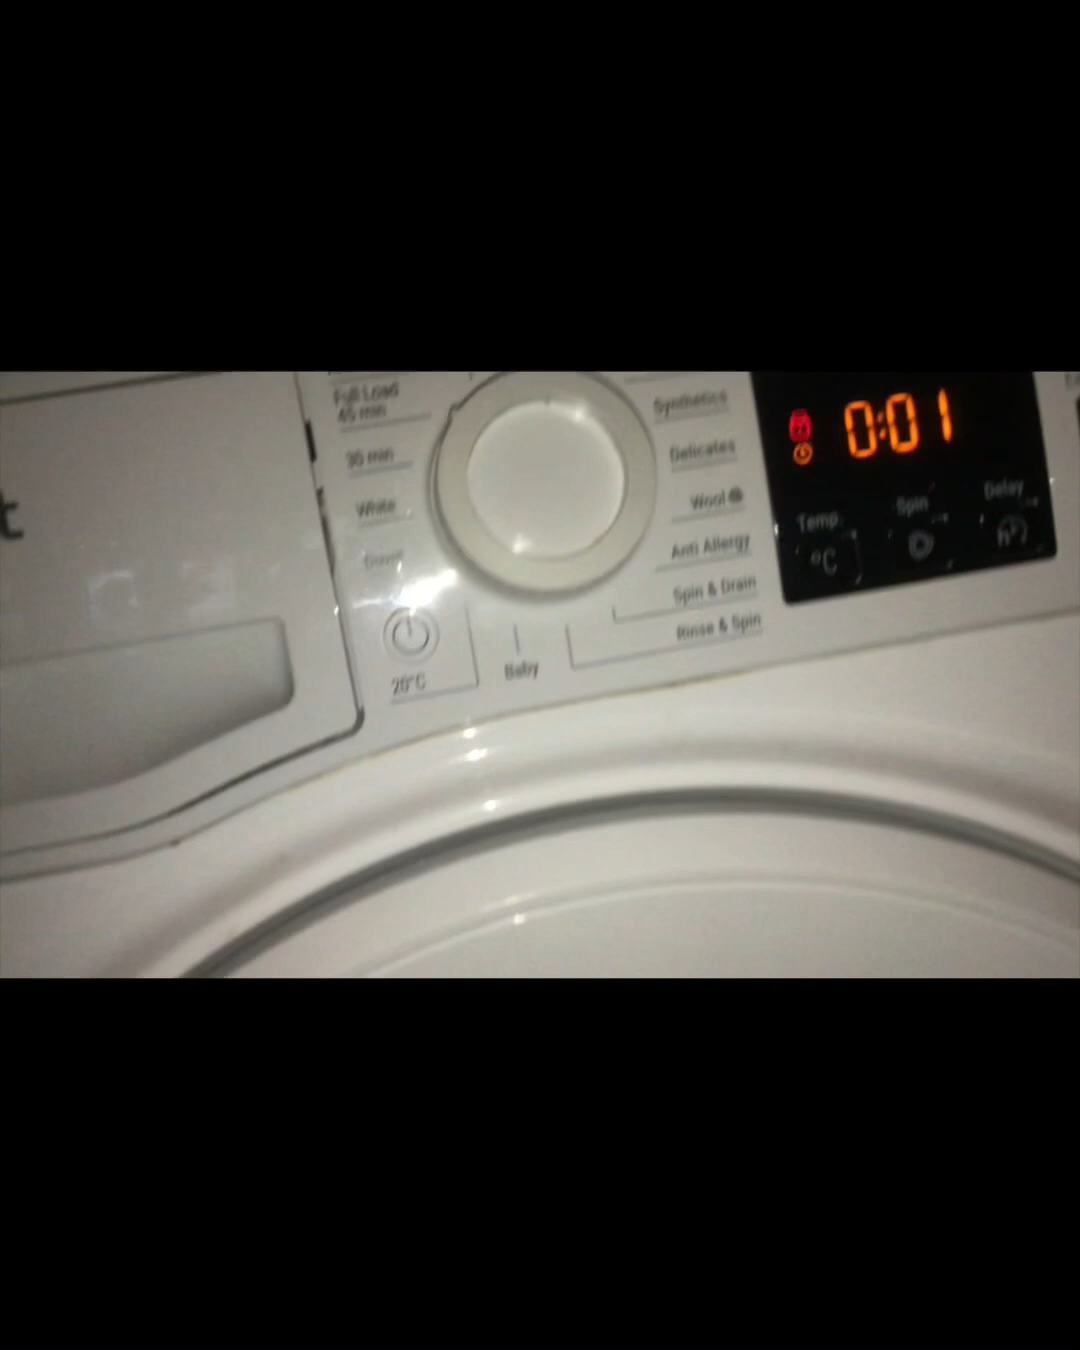 t
Full Load
45 min
30 min
White
20°C
Baby
Synthetics
Delicates
Wool
Anti Allergy
Spin & Drain
Rinse & Spin
0:01
Temp.
°C
Spin
Delay
h